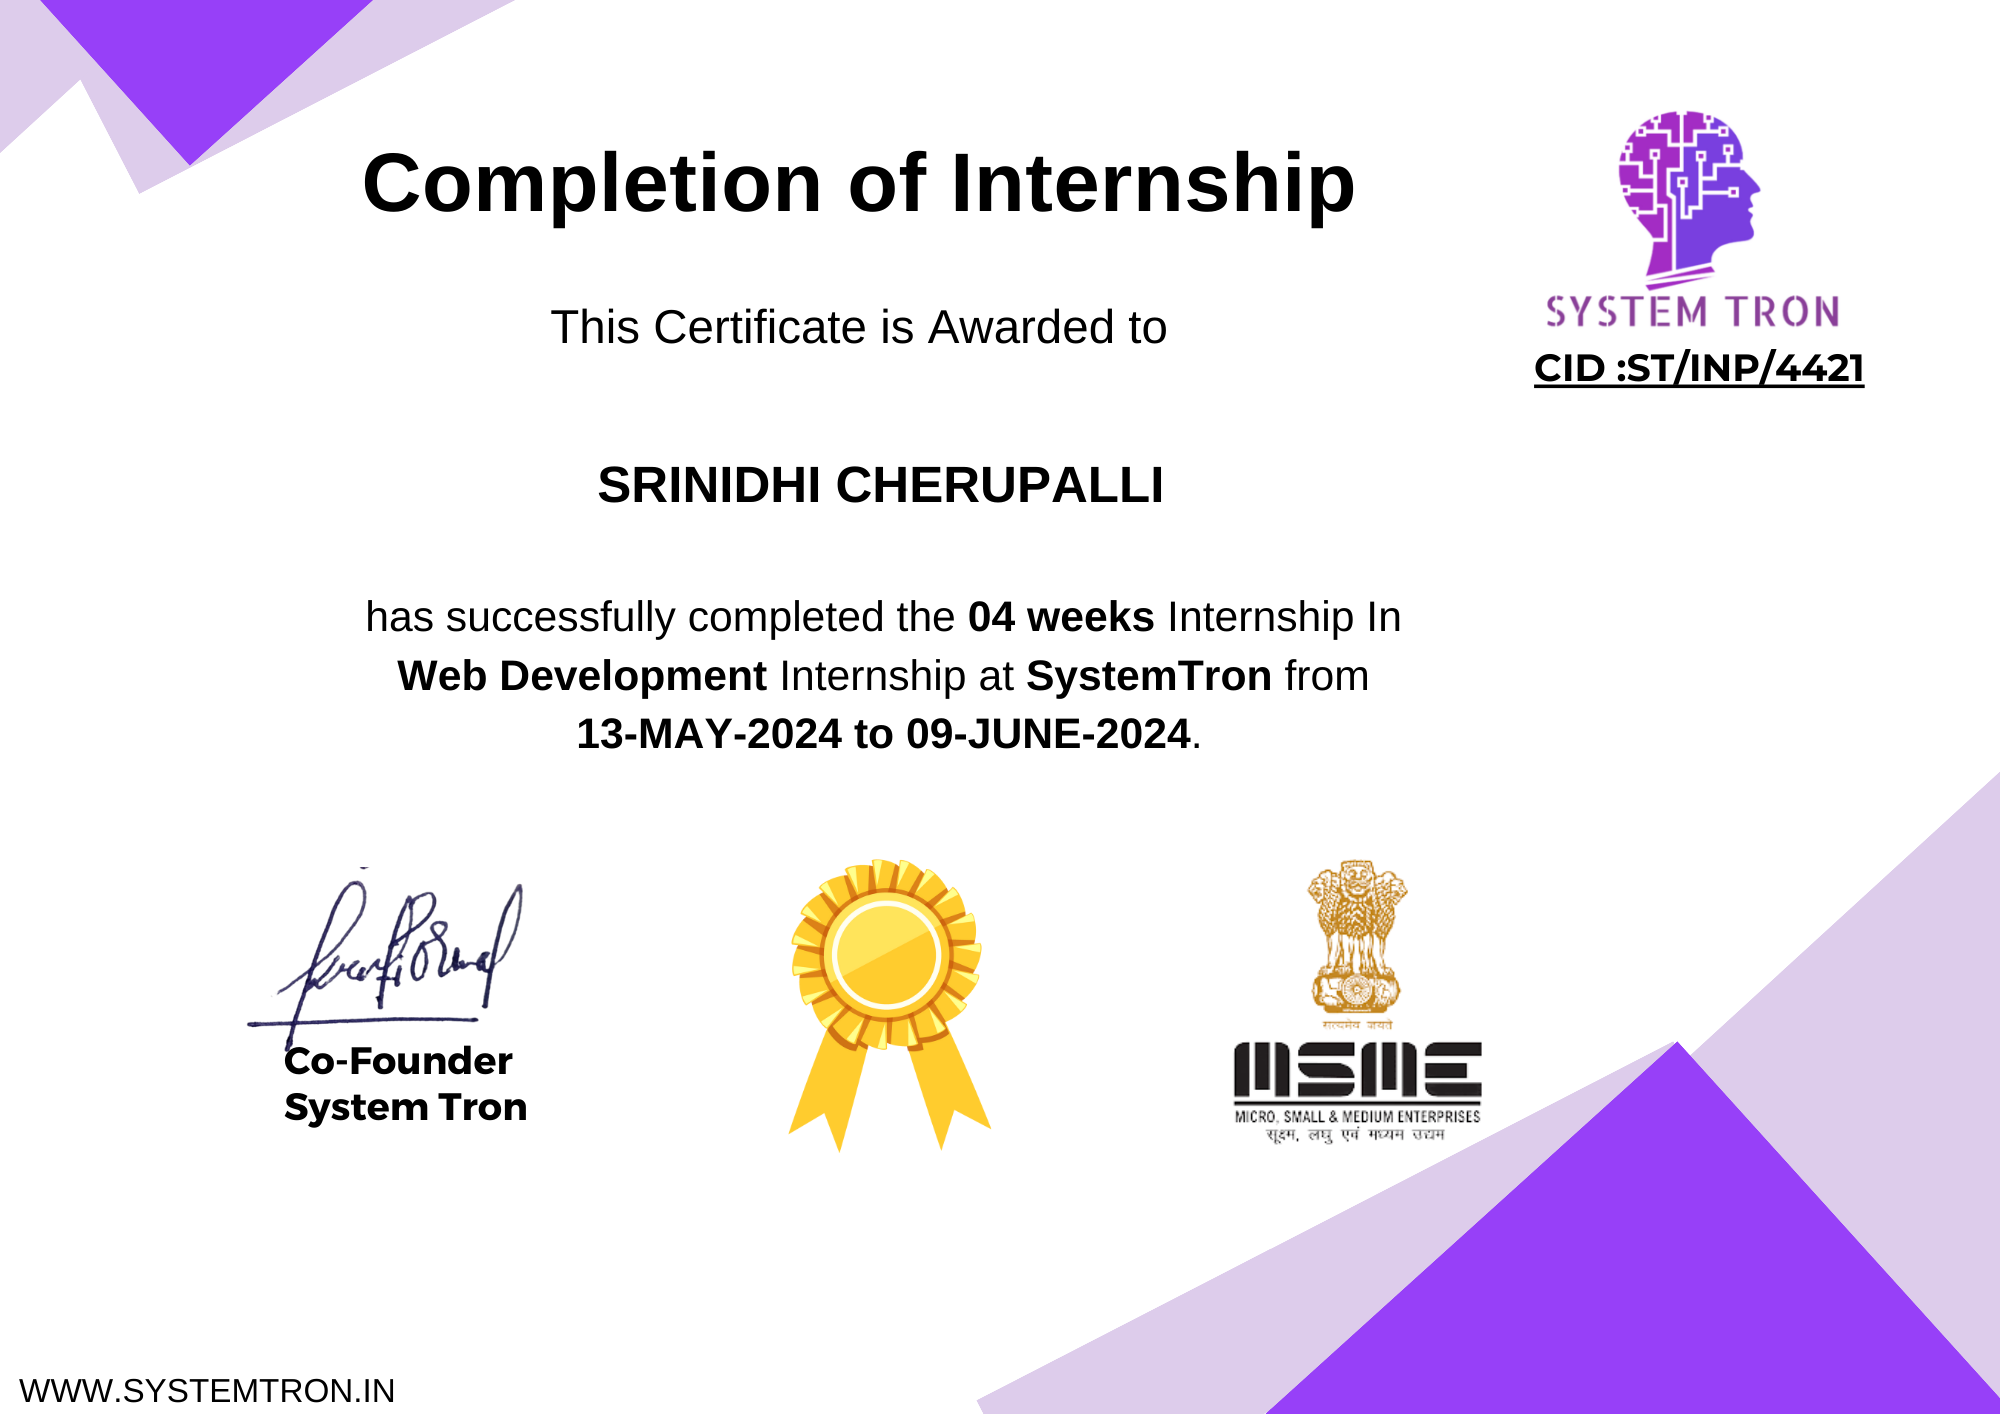 Completion of Internship
SYSTEM TRON
CID :ST/INP/4421
This Certificate is Awarded to
SRINIDHI CHERUPALLI
has successfully completed the 04 weeks Internship In
Web Development Internship at SystemTron from
13-MAY-2024 to 09-JUNE-2024.
Co-Founder
System Tron
सत्यमेव जयते
MSME
MICRO, SMALL & MEDIUM ENTERPRISES
सूक्ष्म, लघु एवं मध्यम उद्यम
WWW.SYSTEMTRON.IN